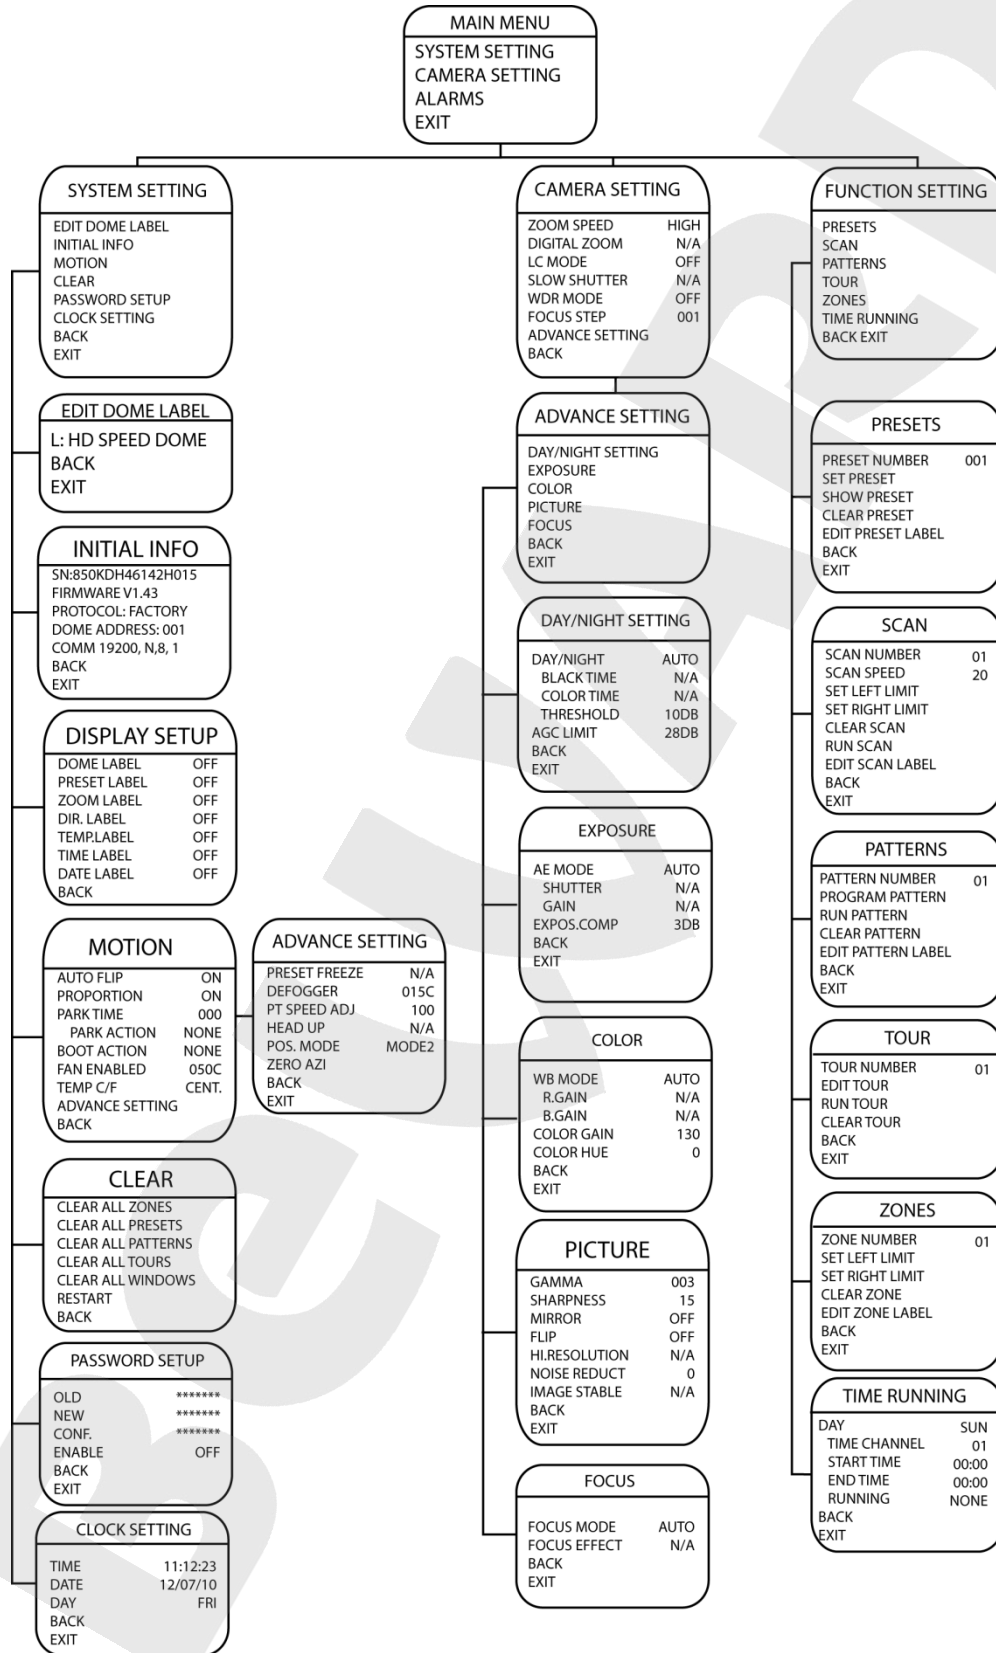 MAIN MENU
SYSTEM SETTING
CAMERA SETTING
ALARMS
EXIT
SYSTEM SETTING
EDIT DOME LABEL
INITIAL INFO
MOTION
CLEAR
PASSWORD SETUP
CLOCK SETTING
BACK
EXIT
EDIT DOME LABEL
L: HD SPEED DOME
BACK
EXIT
INITIAL INFO
SN:850KDH46142H015
FIRMWARE V1.43
PROTOCOL: FACTORY
DOME ADDRESS: 001
COMM 19200, N,8, 1
BACK
EXIT
DISPLAY SETUP
DOME LABEL OFF
PRESET LABEL OFF
ZOOM LABEL OFF
DIR. LABEL OFF
TEMP.LABEL OFF
TIME LABEL OFF
DATE LABEL OFF
BACK
MOTION
AUTO FLIP ON
PROPORTION ON
PARK TIME 000
PARK ACTION NONE
BOOT ACTION NONE
FAN ENABLED 050C
TEMP C/F CENT.
ADVANCE SETTING
BACK
ADVANCE SETTING
PRESET FREEZE N/A
DEFOGGER 015C
PT SPEED ADJ 100
HEAD UP N/A
POS. MODE MODE2
ZERO AZI
BACK
EXIT
CLEAR
CLEAR ALL ZONES
CLEAR ALL PRESETS
CLEAR ALL PATTERNS
CLEAR ALL TOURS
CLEAR ALL WINDOWS
RESTART
BACK
PASSWORD SETUP
OLD *******
NEW *******
CONF. *******
ENABLE OFF
BACK
EXIT
CLOCK SETTING
TIME 11:12:23
DATE 12/07/10
DAY FRI
BACK
EXIT
CAMERA SETTING
ZOOM SPEED HIGH
DIGITAL ZOOM N/A
LC MODE OFF
SLOW SHUTTER N/A
WDR MODE OFF
FOCUS STEP 001
ADVANCE SETTING
BACK
ADVANCE SETTING
DAY/NIGHT SETTING
EXPOSURE
COLOR
PICTURE
FOCUS
BACK
EXIT
DAY/NIGHT SETTING
DAY/NIGHT AUTO
BLACK TIME N/A
COLOR TIME N/A
THRESHOLD 10DB
AGC LIMIT 28DB
BACK
EXIT
EXPOSURE
AE MODE AUTO
SHUTTER N/A
GAIN N/A
EXPOS.COMP 3DB
BACK
EXIT
COLOR
WB MODE AUTO
R.GAIN N/A
B.GAIN N/A
COLOR GAIN 130
COLOR HUE 0
BACK
EXIT
PICTURE
GAMMA 003
SHARPNESS 15
MIRROR OFF
FLIP OFF
HI.RESOLUTION N/A
NOISE REDUCT 0
IMAGE STABLE N/A
BACK
EXIT
FOCUS
FOCUS MODE AUTO
FOCUS EFFECT N/A
BACK
EXIT
FUNCTION SETTING
PRESETS
SCAN
PATTERNS
TOUR
ZONES
TIME RUNNING
BACK EXIT
PRESETS
PRESET NUMBER 001
SET PRESET
SHOW PRESET
CLEAR PRESET
EDIT PRESET LABEL
BACK
EXIT
SCAN
SCAN NUMBER 01
SCAN SPEED 20
SET LEFT LIMIT
SET RIGHT LIMIT
CLEAR SCAN
RUN SCAN
EDIT SCAN LABEL
BACK
EXIT
PATTERNS
PATTERN NUMBER 01
PROGRAM PATTERN
RUN PATTERN
CLEAR PATTERN
EDIT PATTERN LABEL
BACK
EXIT
TOUR
TOUR NUMBER 01
EDIT TOUR
RUN TOUR
CLEAR TOUR
BACK
EXIT
ZONES
ZONE NUMBER 01
SET LEFT LIMIT
SET RIGHT LIMIT
CLEAR ZONE
EDIT ZONE LABEL
BACK
EXIT
TIME RUNNING
DAY SUN
TIME CHANNEL 01
START TIME 00:00
END TIME 00:00
RUNNING NONE
BACK
EXIT